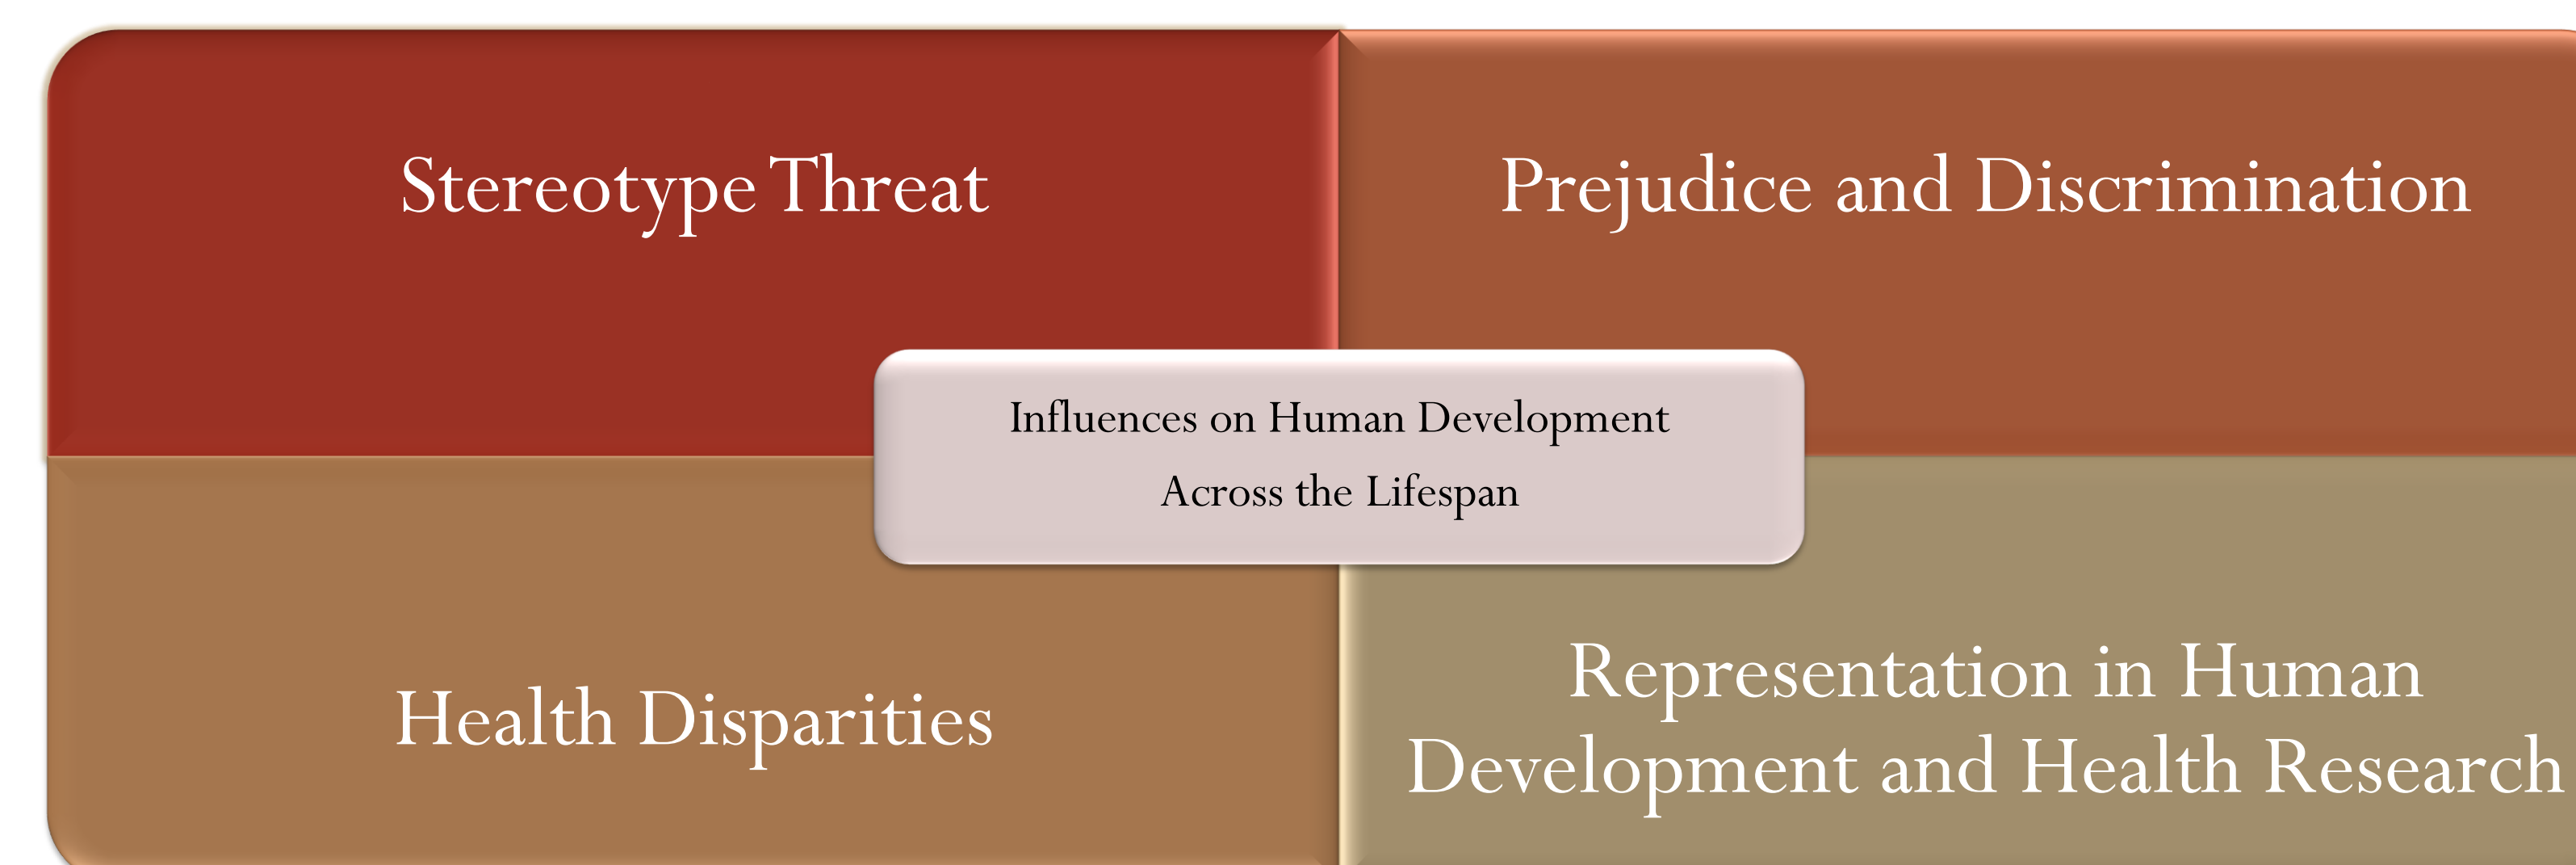 Stereotype Threat
Prejudice and Discrimination
Influences on Human Development
Across the Lifespan
Health Disparities
Representation in Human
Development and Health Research